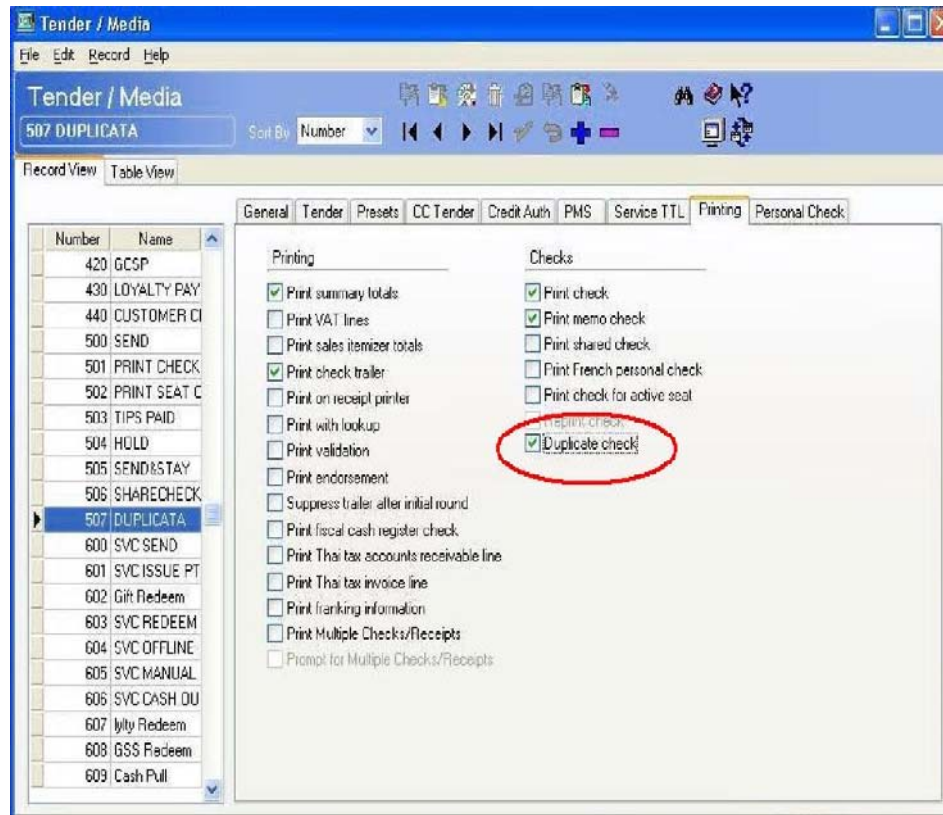 Tender / Media
File Edit Record Help
Tender / Media
507 DUPLICATA
Sort By Number
Record View Table View
General Tender Presets CC Tender Credit Auth PMS Service TTL Printing Personal Check
Number Name
420 GCSP
430 LOYALTY PAY
440 CUSTOMER CI
500 SEND
501 PRINT CHECK
502 PRINT SEAT C
503 TIPS PAID
504 HOLD
505 SEND&STAY
506 SHARECHECK
507 DUPLICATA
600 SVC SEND
601 SVC ISSUE PT
602 Gift Redeem
603 SVC REDEEM
604 SVC OFFLINE
605 SVC MANUAL
606 SVC CASH OU
607 lylty Redeem
608 GSS Redeem
609 Cash Pull
Printing
Print summary totals
Print VAT lines
Print sales itemizer totals
Print check trailer
Print on receipt printer
Print with lookup
Print validation
Print endorsement
Suppress trailer after initial round
Print fiscal cash register check
Print Thai tax accounts receivable line
Print Thai tax invoice line
Print franking information
Print Multiple Checks/Receipts
Prompt for Multiple Checks/Receipts
Checks
Print check
Print memo check
Print shared check
Print French personal check
Print check for active seat
Reprint check
Duplicate check